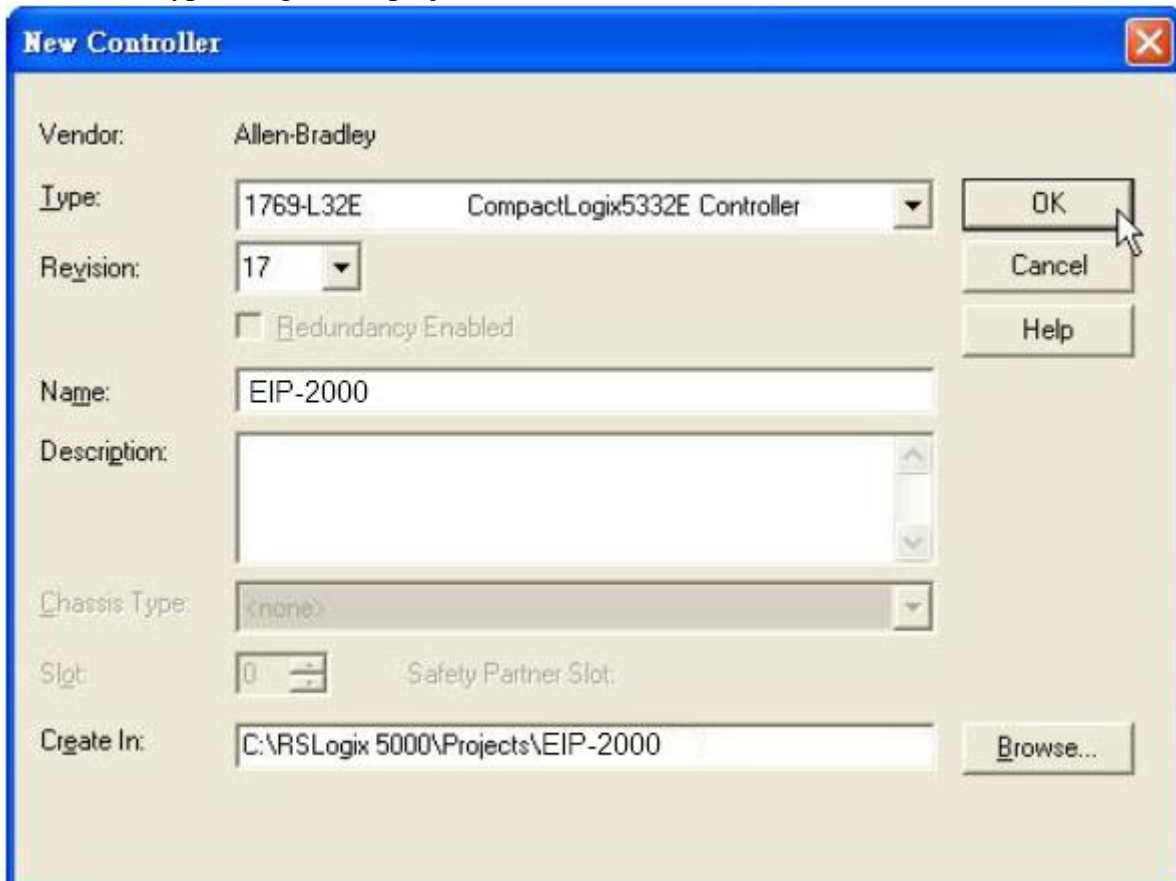 New Controller
Vendor: Allen-Bradley
Type: 1769-L32E CompactLogix5332E Controller OK
Revision: 17 Cancel
Redundancy Enabled Help
Name: EIP-2000
Description:
Chassis Type: <none>
Slot: 0 Safety Partner Slot:
Create In: C:\RSLogix 5000\Projects\EIP-2000 Browse...